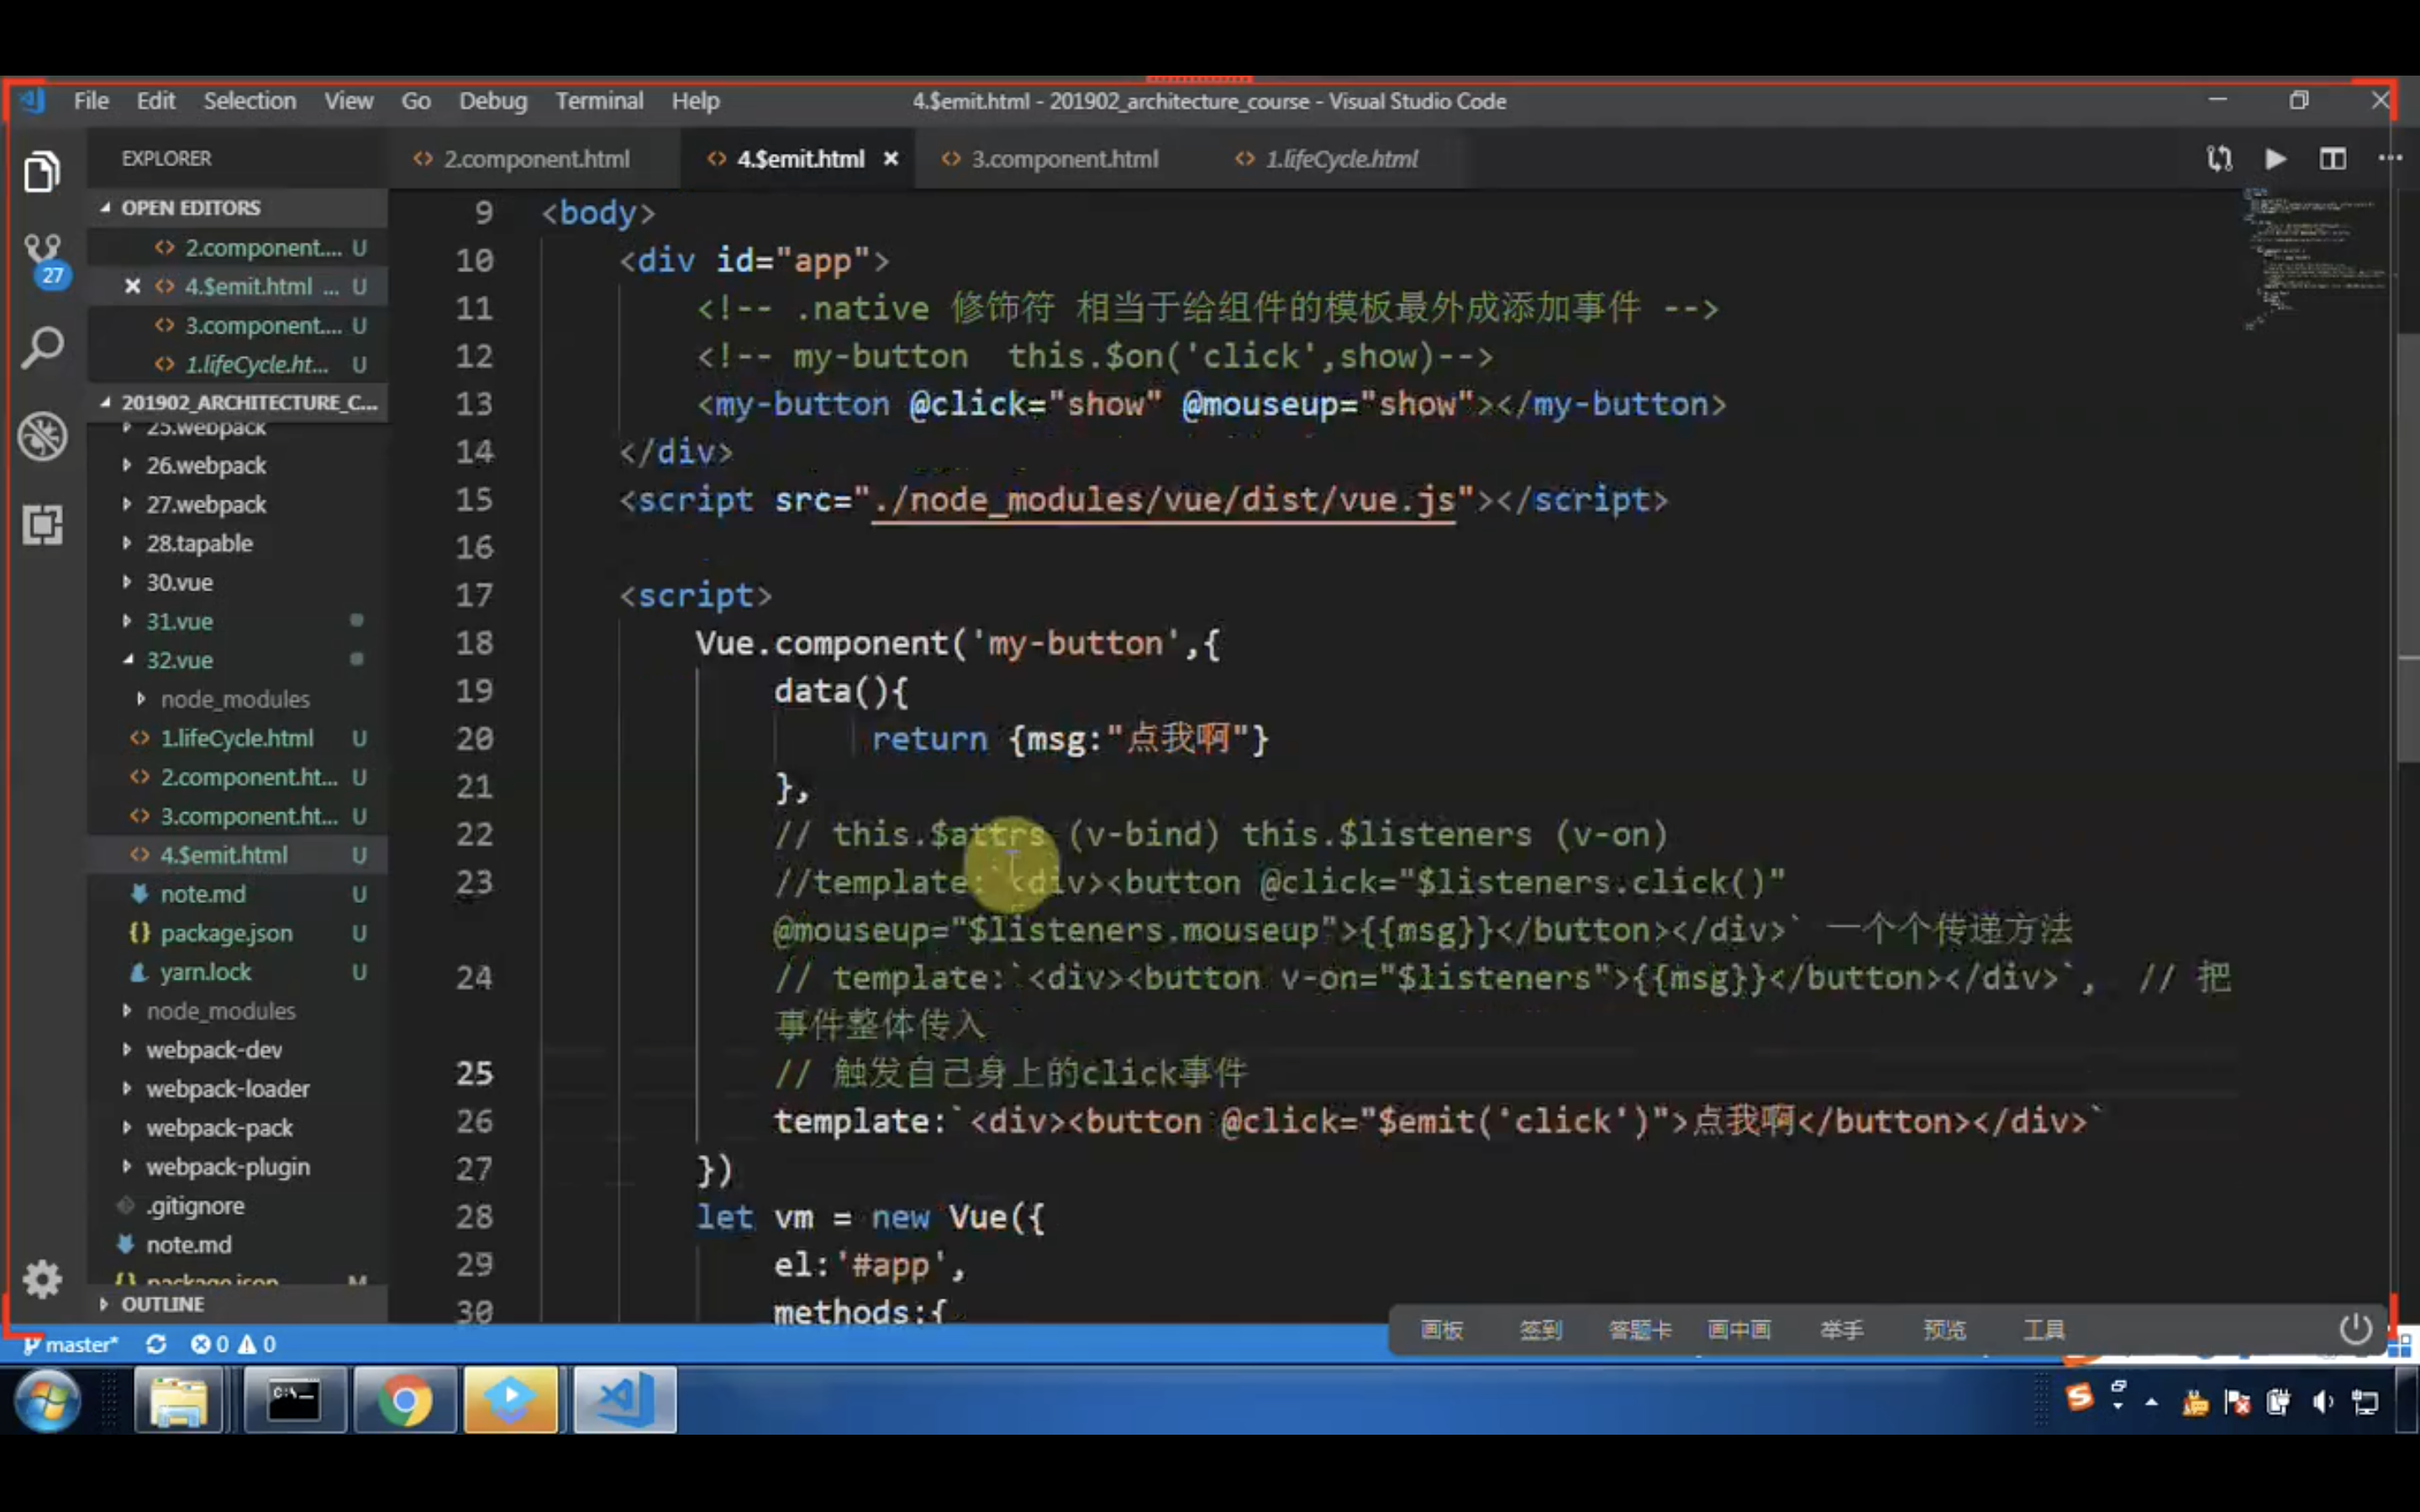 File Edit Selection View Go Debug Terminal Help 4.$emit.html - 201902_architecture_course - Visual Studio Code
EXPLORER
2.component.html 4.$emit.html 3.component.html 1.lifeCycle.html
OPEN EDITORS
2.component.... U
4.$emit.html ... U
3.component.... U
1.lifeCycle.ht... U
27
201902_ARCHITECTURE_C...
25.webpack
26.webpack
27.webpack
28.tapable
30.vue
31.vue
32.vue
node_modules
1.lifeCycle.html U
2.component.ht... U
3.component.ht... U
4.$emit.html U
note.md U
package.json U
yarn.lock U
node_modules
webpack-dev
webpack-loader
webpack-pack
webpack-plugin
.gitignore
note.md
package.json M
OUTLINE
9 <body>
10 <div id="app">
11 <!-- .native 修饰符 相当于给组件的模板最外成添加事件 -->
12 <!-- my-button this.$on('click',show)-->
13 <my-button @click="show" @mouseup="show"></my-button>
14 </div>
15 <script src="./node_modules/vue/dist/vue.js"></script>
16
17 <script>
18 Vue.component('my-button',{
19 data(){
20 return {msg:"点我啊"}
21 },
22 // this.$attrs (v-bind) this.$listeners (v-on)
23 //template:`<div><button @click="$listeners.click()"
@mouseup="$listeners.mouseup">{{msg}}</button></div>` 一个个传递方法
24 // template:`<div><button v-on="$listeners">{{msg}}</button></div>`, // 把
事件整体传入
25 // 触发自己身上的click事件
26 template:`<div><button @click="$emit('click')">点我啊</button></div>`
27 })
28 let vm = new Vue({
29 el:'#app',
30 methods:{
画板 签到 答题卡 画中画 举手 预览 工具
master* 0 0
C:\._